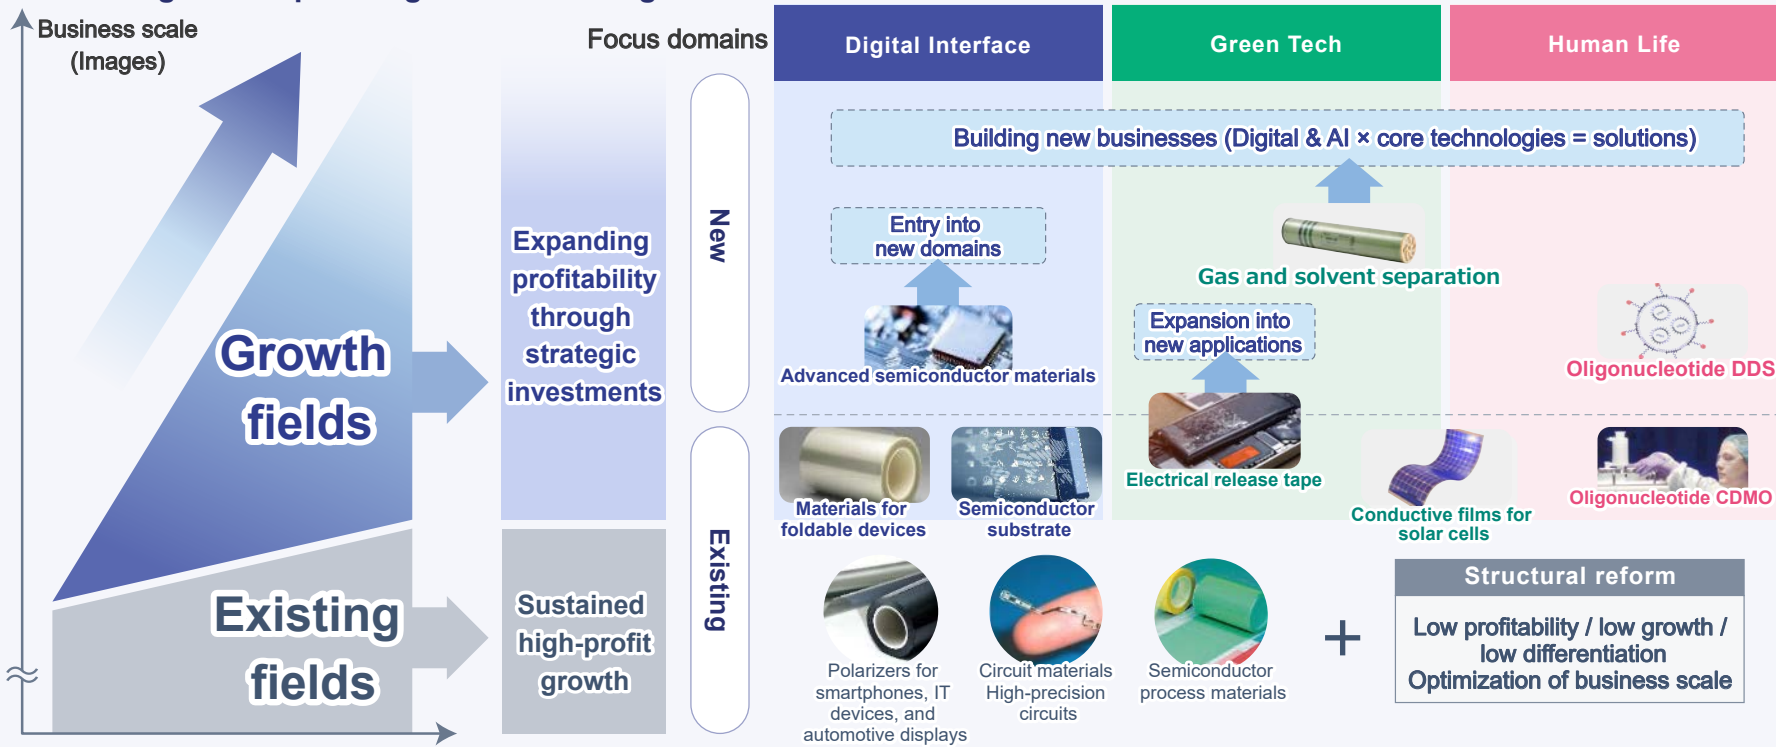 Business scale
(Images)
Focus domains
Digital Interface
Green Tech
Human Life
Growth
fields
Existing
fields
Expanding
profitability
through
strategic
investments
Sustained
high-profit
growth
New
Existing
Building new businesses (Digital & AI × core technologies = solutions)
Entry into
new domains
Advanced semiconductor materials
Gas and solvent separation
Expansion into
new applications
Electrical release tape
Oligonucleotide DDS
Materials for
foldable devices
Semiconductor
substrate
Conductive films for
solar cells
Oligonucleotide CDMO
Polarizers for
smartphones, IT
devices, and
automotive displays
Circuit materials
High-precision
circuits
Semiconductor
process materials
+
Structural reform
Low profitability / low growth /
low differentiation
Optimization of business scale